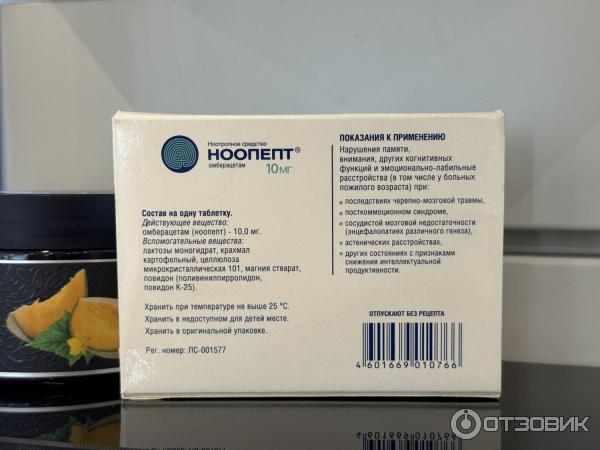 Ноотропное средство
НООПЕПТ®
омберацетам
10 мг
Состав на одну таблетку.
Действующее вещество:
омберацетам (ноопепт) - 10,0 мг.
Вспомогательные вещества:
лактозы моногидрат, крахмал
картофельный, целлюлоза
микрокристаллическая 101, магния стеарат,
повидон (поливинилпирролидон,
повидон К-25).
Хранить при температуре не выше 25 °С.
Хранить в недоступном для детей месте.
Хранить в оригинальной упаковке.
Рег. номер: ЛС-001577
ПОКАЗАНИЯ К ПРИМЕНЕНИЮ
Нарушения памяти,
внимания, других когнитивных
функций и эмоционально-лабильные
расстройства (в том числе у больных
пожилого возраста) при:
последствиях черепно-мозговой травмы,
посткоммоционном синдроме,
сосудистой мозговой недостаточности
(энцефалопатиях различного генеза),
астенических расстройствах,
других состояниях с признаками
снижения интеллектуальной
продуктивности.
ОТПУСКАЮТ БЕЗ РЕЦЕПТА
4601669010766
ОТЗОВИК